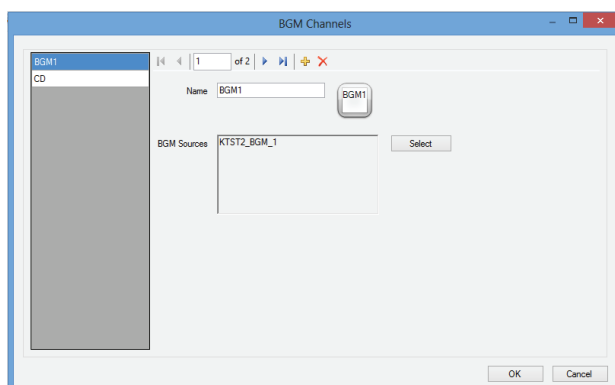 BGM Channels
BGM1
CD
1 of 2
Name BGM1 BGM1
BGM Sources KTST2_BGM_1 Select
OK Cancel